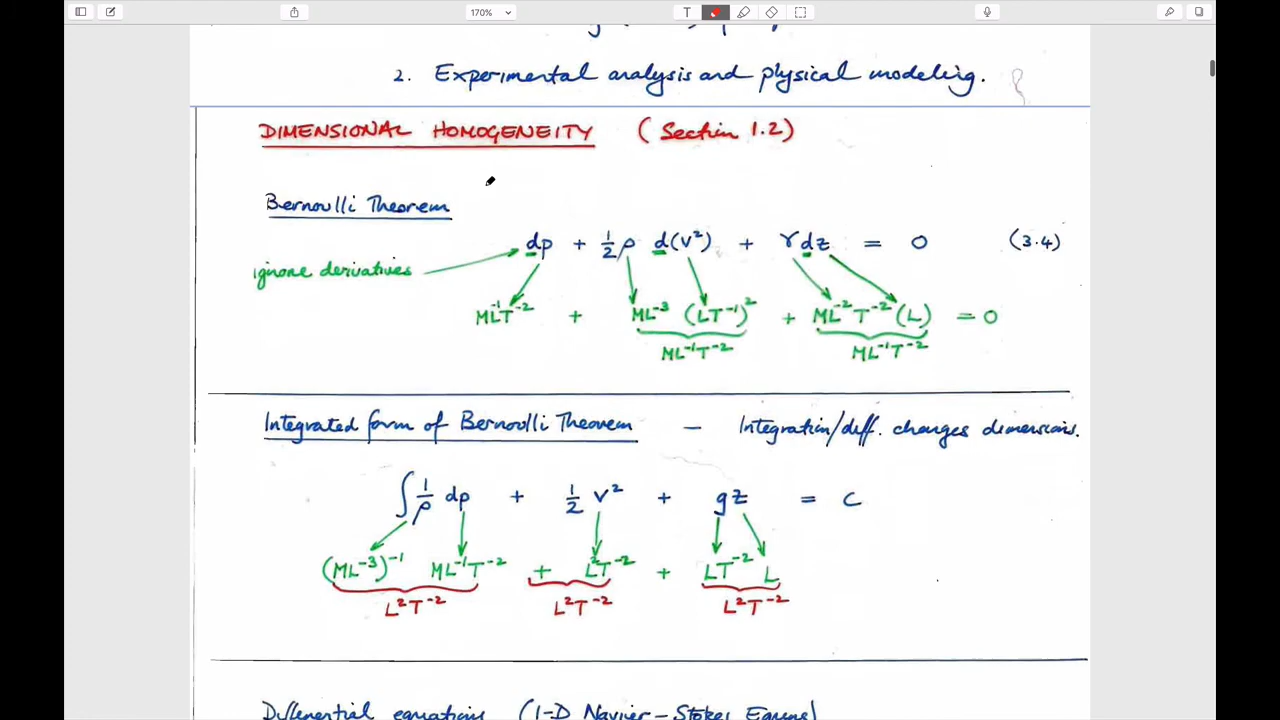 170%
T
2. Experimental analysis and physical modeling.
DIMENSIONAL HOMOGENEITY (Section 1.2)
Bernoulli Theorem
dp + 1/2 ρ d(v²) + γdz = 0 (3.4)
ignore derivatives
ML⁻¹T⁻² + ML⁻³ (LT⁻¹)² + ML⁻²T⁻²(L) = 0
ML⁻¹T⁻² ML⁻¹T⁻²
Integrated form of Bernoulli Theorem – Integration/diff. changes dimensions.
∫ 1/ρ dp + 1/2 v² + gz = C
(ML⁻³)⁻¹ ML⁻¹T⁻² + L²T⁻² + LT⁻² L
L²T⁻² L²T⁻² L²T⁻²
Differential equations (1-D Navier-Stokes Eqns)